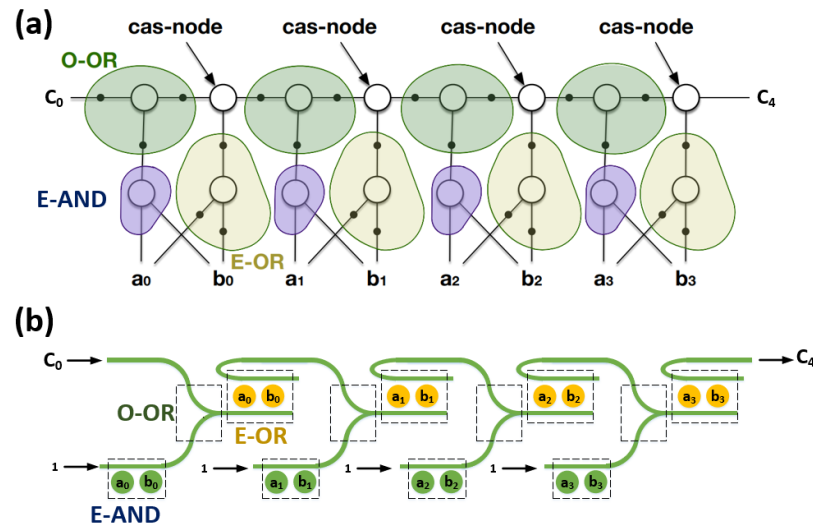 (a)
cas-node cas-node cas-node cas-node
O-OR
C₀ C₄
E-AND
E-OR
a₀ b₀ a₁ b₁ a₂ b₂ a₃ b₃
(b)
C₀ C₄
a₀ b₀ a₁ b₁ a₂ b₂ a₃ b₃
O-OR
E-OR
1 1 1 1
a₀ b₀ a₁ b₁ a₂ b₂ a₃ b₃
E-AND